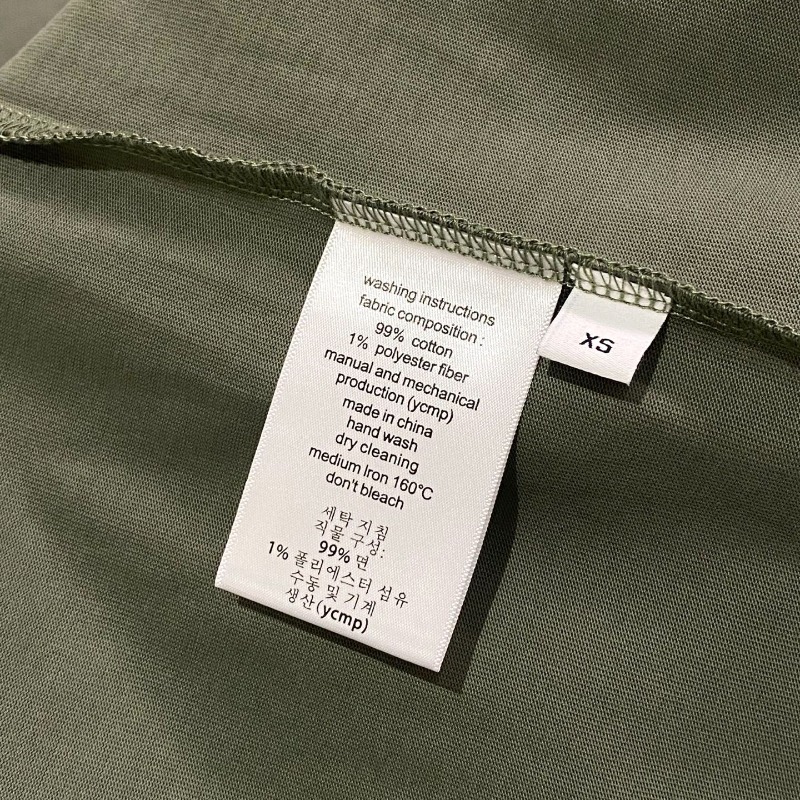 washing instructions
fabric composition :
99% cotton
1% polyester fiber
manual and mechanical
production (ycmp)
made in china
hand wash
dry cleaning
medium Iron 160°C
don't bleach
세탁 지침
직물 구성:
99% 면
1% 폴리에스터 섬유
수동 및 기계
생산(ycmp)
XS